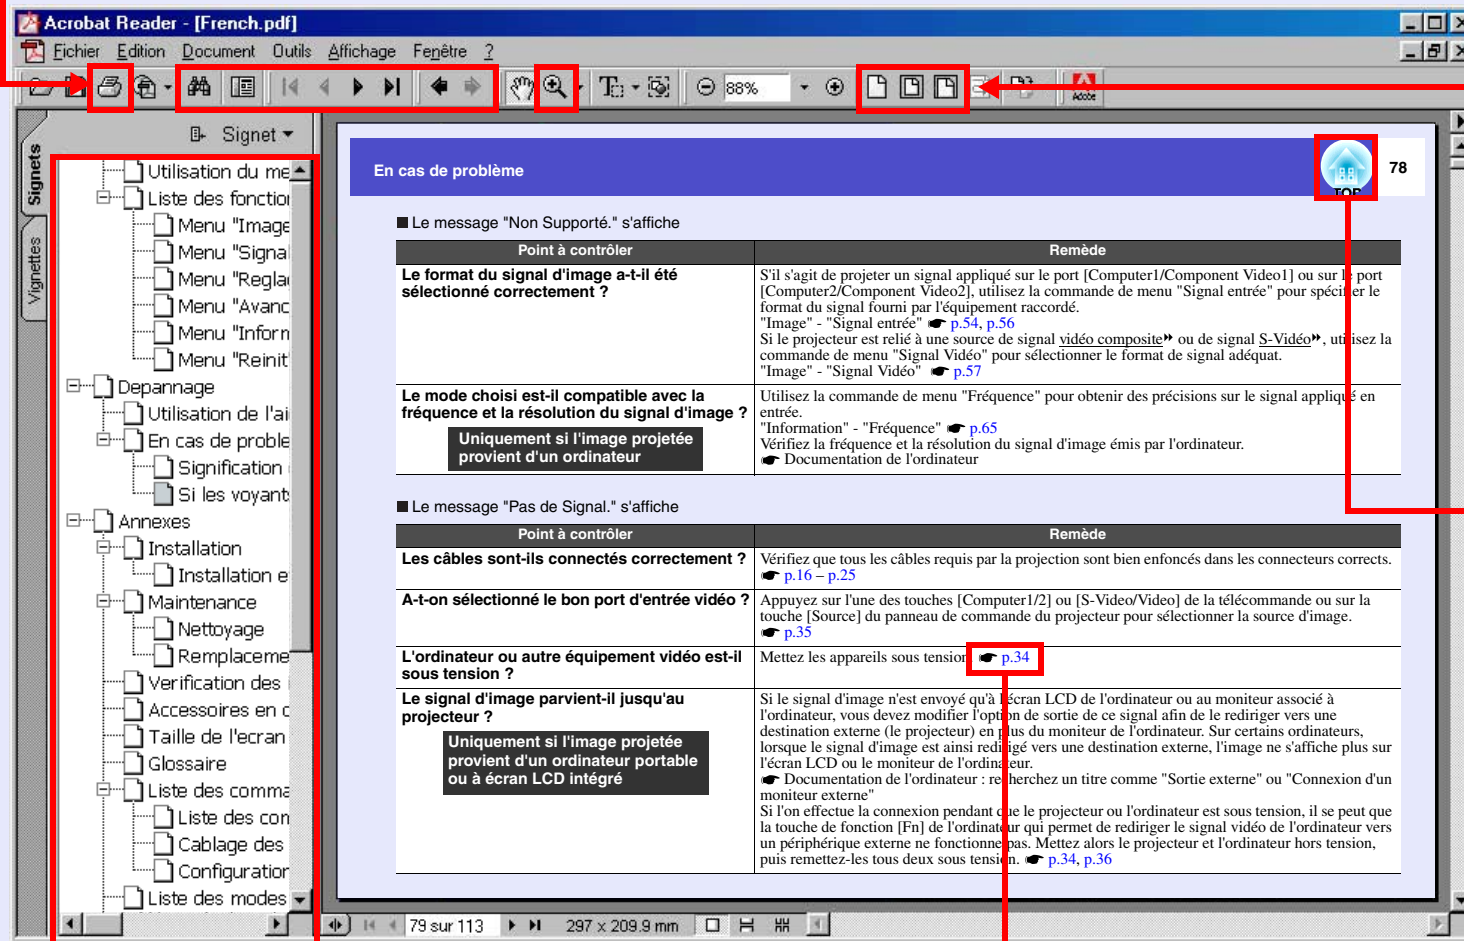 Acrobat Reader - [French.pdf]
Fichier Edition Document Outils Affichage Fenêtre ?
88%
Adobe
Signet
Signets
Vignettes
Utilisation du me
Liste des fonction
Menu "Image
Menu "Signal
Menu "Reglag
Menu "Avanc
Menu "Inform
Menu "Reinit
Depannage
Utilisation de l'ai
En cas de proble
Signification
Si les voyants
Annexes
Installation
Installation e
Maintenance
Nettoyage
Remplaceme
Verification des
Accessoires en o
Taille de l'ecran
Glossaire
Liste des comma
Liste des con
Cablage des
Configuration
Liste des modes
En cas de problème
TOP
78
■ Le message "Non Supporté." s'affiche
Point à contrôler Remède
Le format du signal d'image a-t-il été
sélectionné correctement ?
S'il s'agit de projeter un signal appliqué sur le port [Computer1/Component Video1] ou sur le port
[Computer2/Component Video2], utilisez la commande de menu "Signal entrée" pour spécifier le
format du signal fourni par l'équipement raccordé.
"Image" - "Signal entrée" ☛ p.54, p.56
Si le projecteur est relié à une source de signal vidéo composite ou de signal S-Vidéo, utilisez la
commande de menu "Signal Vidéo" pour sélectionner le format de signal adéquat.
"Image" - "Signal Vidéo" ☛ p.57
Le mode choisi est-il compatible avec la
fréquence et la résolution du signal d'image ?
Uniquement si l'image projetée
provient d'un ordinateur
Utilisez la commande de menu "Fréquence" pour obtenir des précisions sur le signal appliqué en
entrée.
"Information" - "Fréquence" ☛ p.65
Vérifiez la fréquence et la résolution du signal d'image émis par l'ordinateur.
☛ Documentation de l'ordinateur
■ Le message "Pas de Signal." s'affiche
Point à contrôler Remède
Les câbles sont-ils connectés correctement ?
Vérifiez que tous les câbles requis par la projection sont bien enfoncés dans les connecteurs corrects.
☛ p.16 – p.25
A-t-on sélectionné le bon port d'entrée vidéo ?
Appuyez sur l'une des touches [Computer1/2] ou [S-Video/Video] de la télécommande ou sur la
touche [Source] du panneau de commande du projecteur pour sélectionner la source d'image.
☛ p.35
L'ordinateur ou autre équipement vidéo est-il
sous tension ?
Mettez les appareils sous tension ☛ p.34
Le signal d'image parvient-il jusqu'au
projecteur ?
Uniquement si l'image projetée
provient d'un ordinateur portable
ou à écran LCD intégré
Si le signal d'image n'est envoyé qu'à l'écran LCD de l'ordinateur ou au moniteur associé à
l'ordinateur, vous devez modifier l'option de sortie de ce signal afin de le rediriger vers une
destination externe (le projecteur) en plus du moniteur de l'ordinateur. Sur certains ordinateurs,
lorsque le signal d'image est ainsi redirigé vers une destination externe, l'image ne s'affiche plus sur
l'écran LCD ou le moniteur de l'ordinateur.
☛ Documentation de l'ordinateur : recherchez un titre comme "Sortie externe" ou "Connexion d'un
moniteur externe"
Si l'on effectue la connexion pendant que le projecteur ou l'ordinateur est sous tension, il se peut que
la touche de fonction [Fn] de l'ordinateur qui permet de rediriger le signal vidéo de l'ordinateur vers
un périphérique externe ne fonctionne pas. Mettez alors le projecteur et l'ordinateur hors tension,
puis remettez-les tous deux sous tension. ☛ p.34, p.36
79 sur 113 297 x 209.9 mm